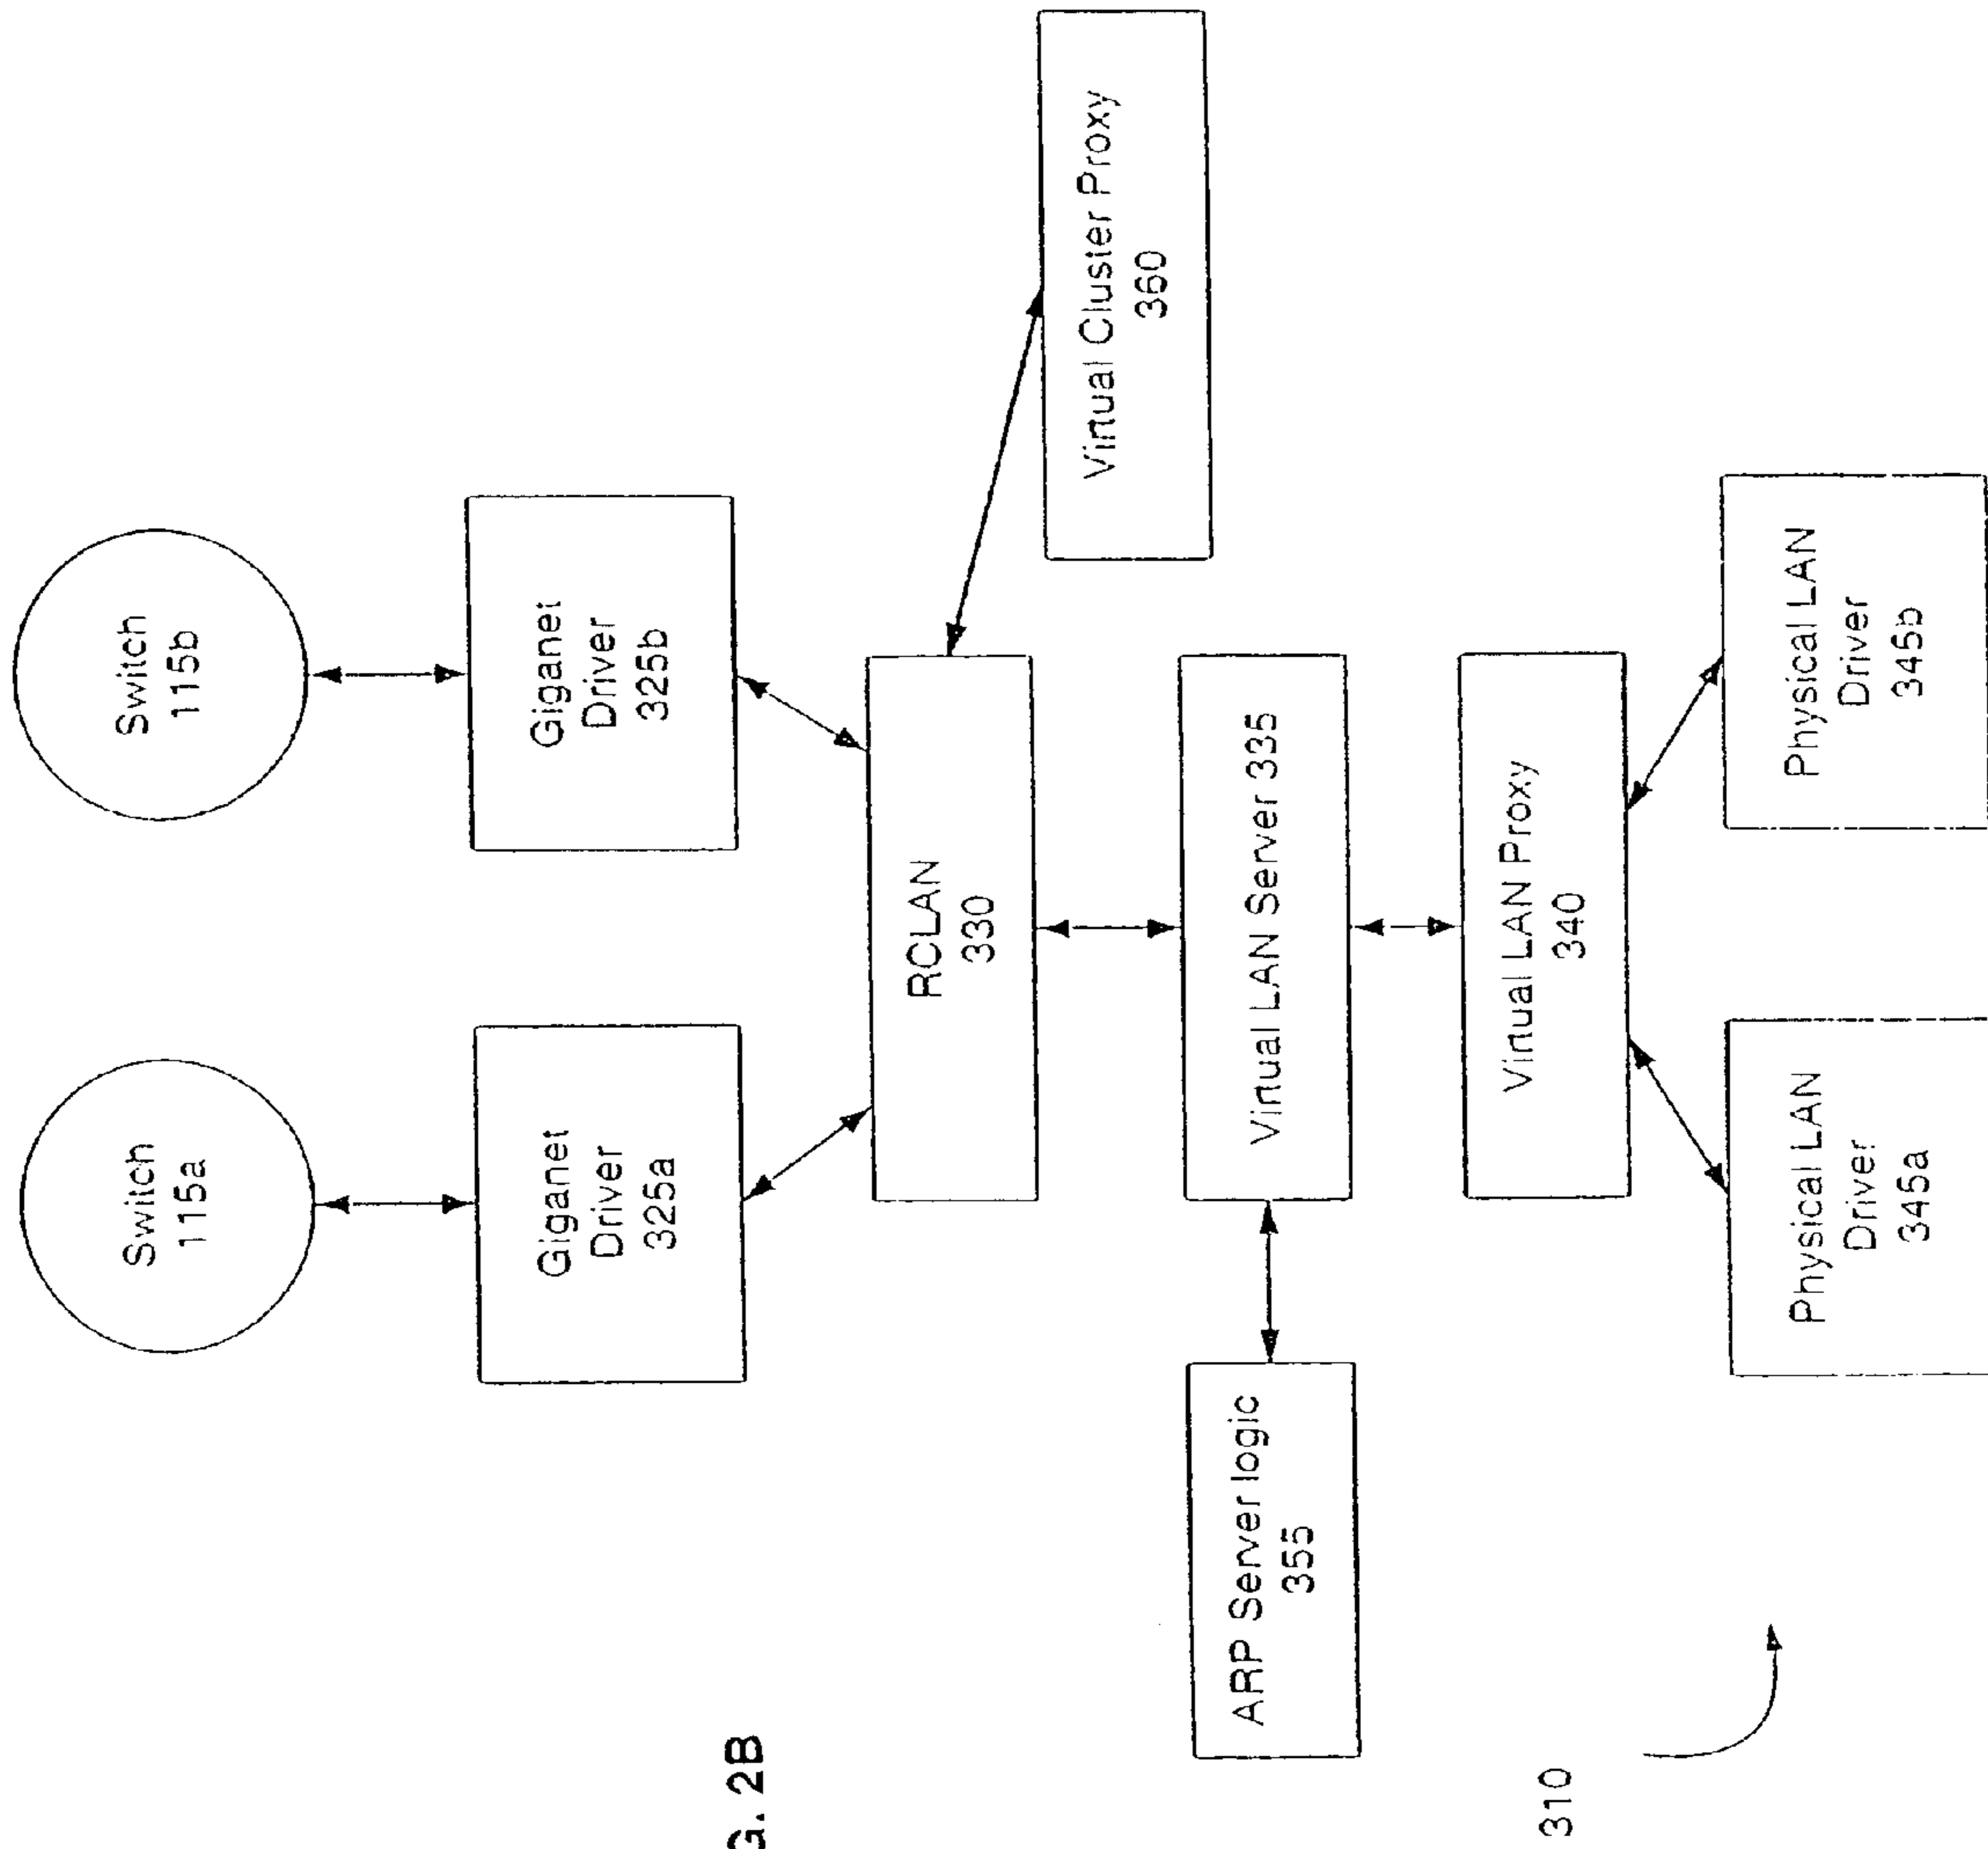 Switch
115a
Switch
115b
Giganet
Driver
325a
Giganet
Driver
325b
RCLAN
330
Virtual Cluster Proxy
360
ARP Server logic
355
Virtual LAN Server 335
Virtual LAN Proxy
340
Physical LAN
Driver
345a
Physical LAN
Driver
345b
G. 2B
310